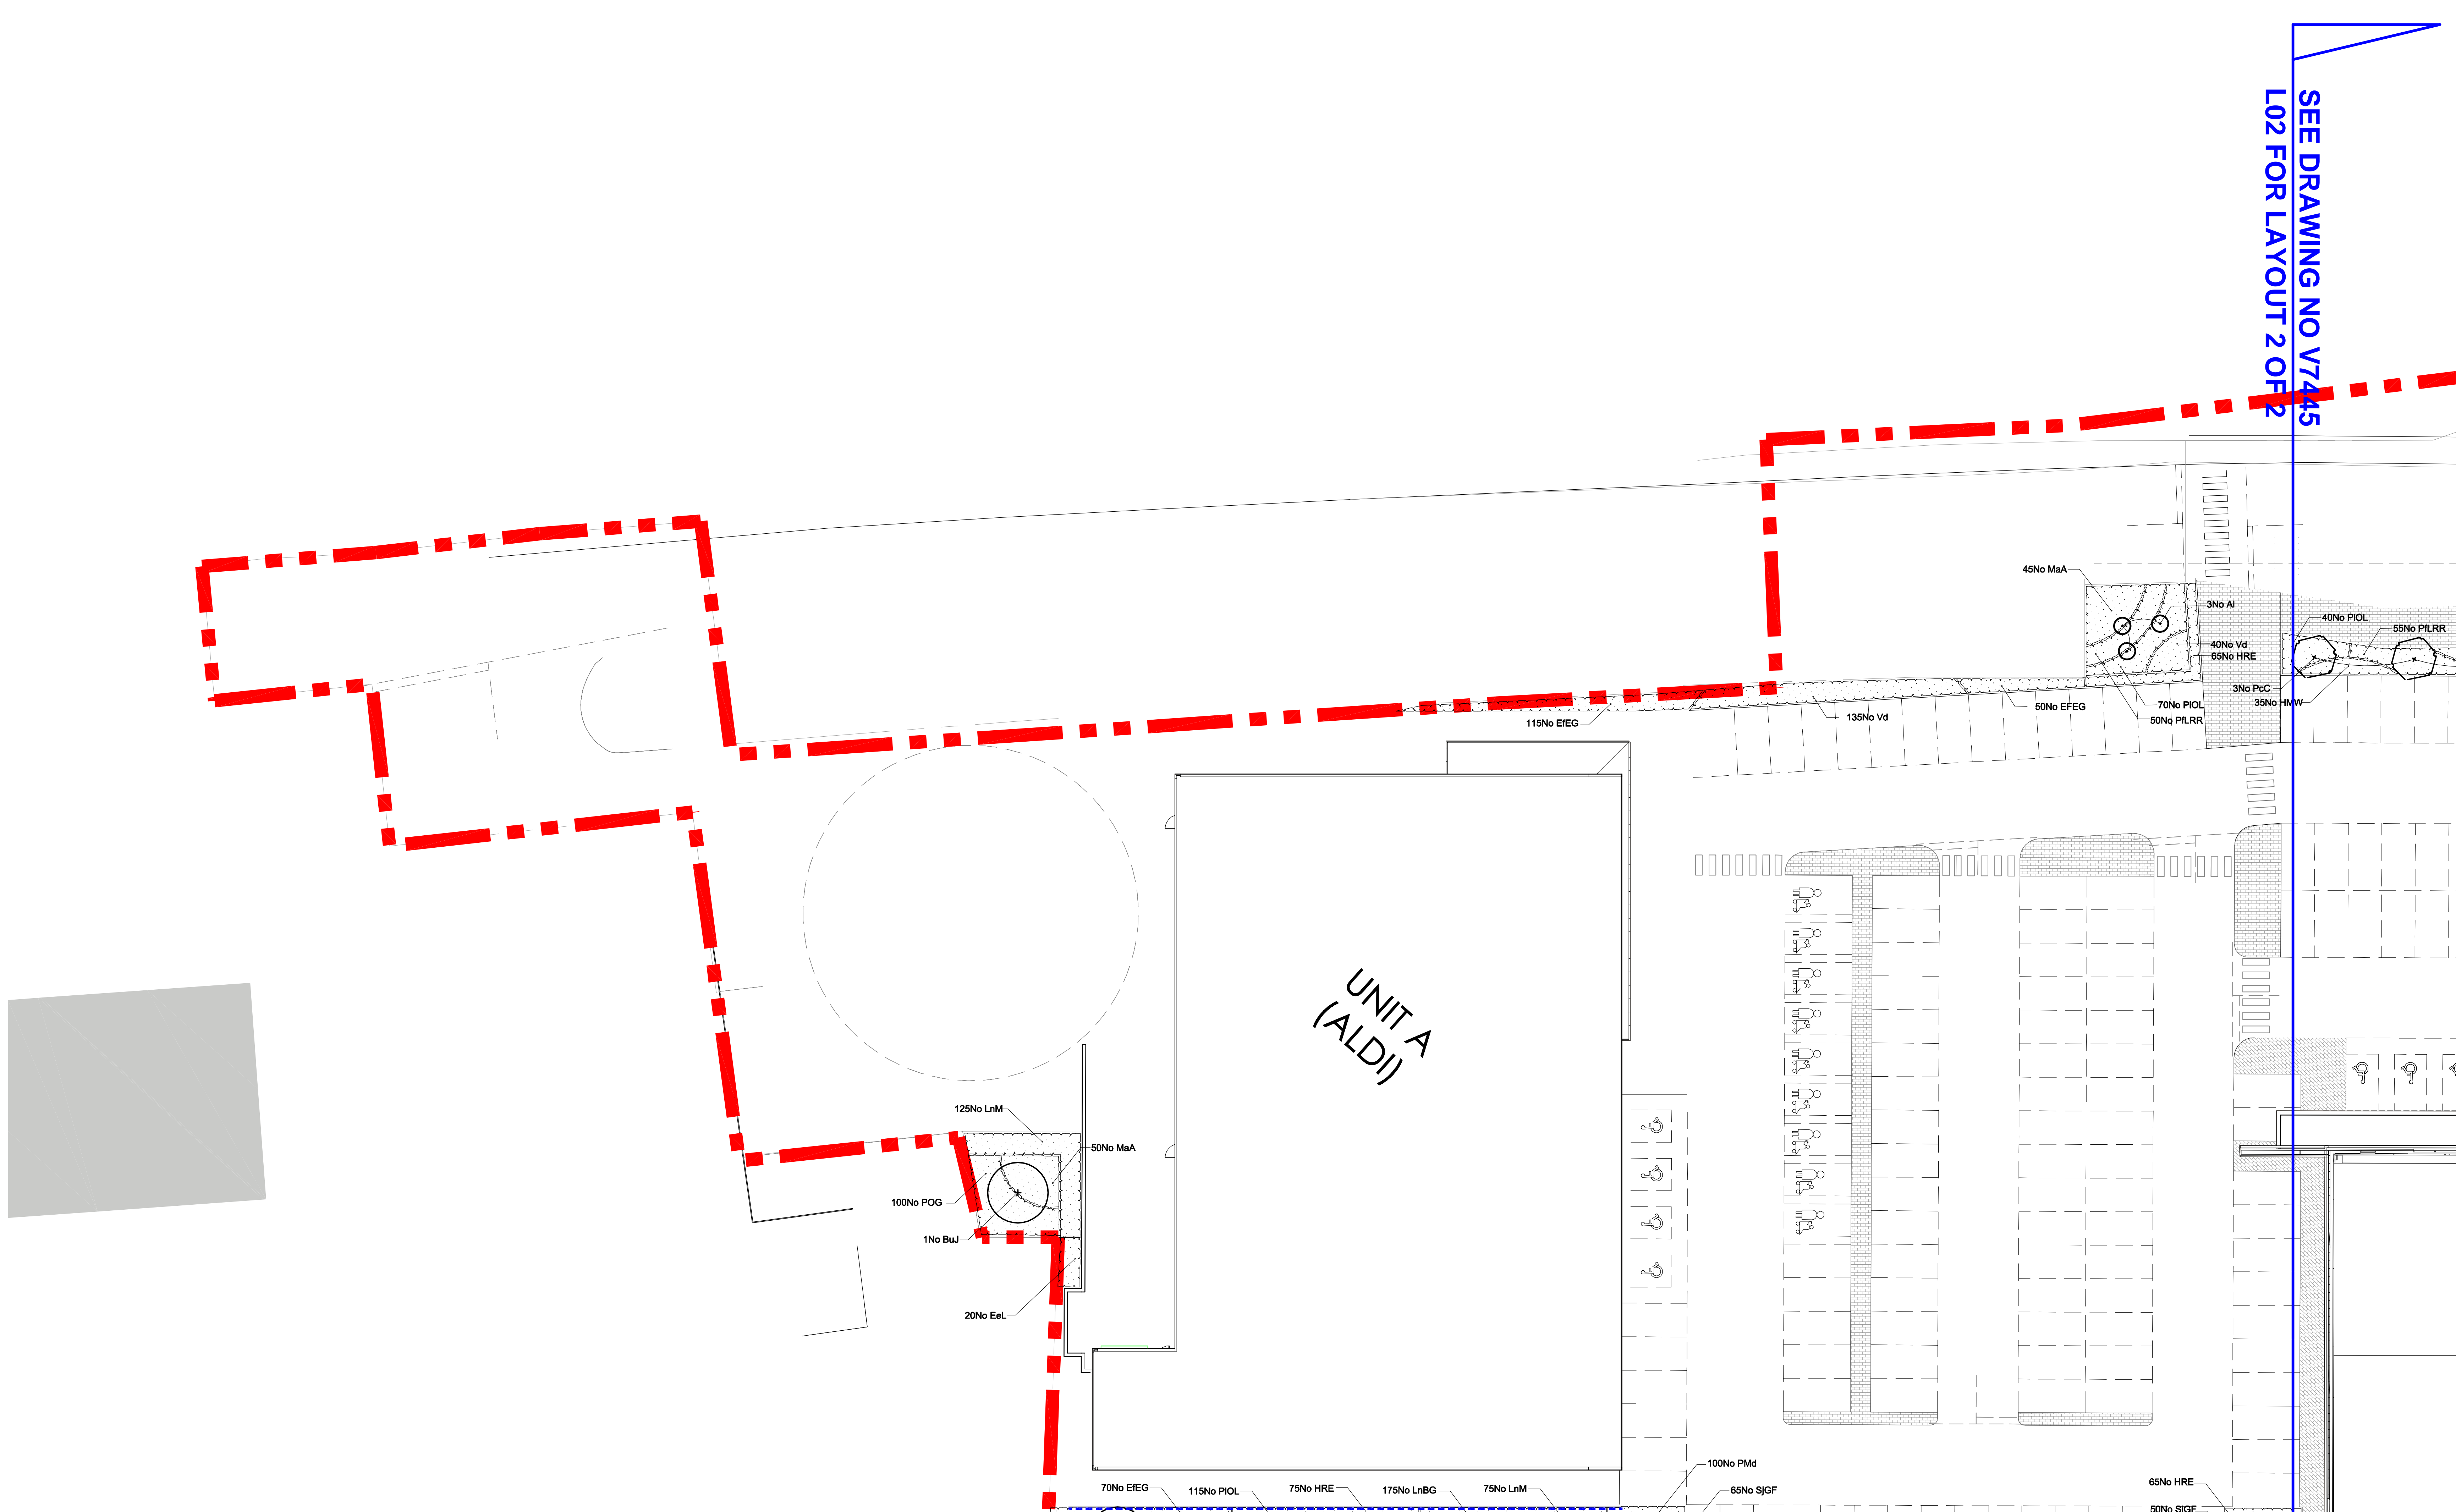 SEE DRAWING NO V7445
L02 FOR LAYOUT 2 OF 2
45No MaA
3No Al
40No PlOL
55No PfLRR
40No Vd
65No HRE
3No PcC
35No HMW
70No PlOL
50No PfLRR
50No EFEG
135No Vd
115No EfEG
UNIT A
(ALDI)
125No LnM
50No MaA
100No POG
1No BuJ
20No EeL
100No PMd
70No EfEG
115No PlOL
75No HRE
175No LnBG
75No LnM
65No SjGF
65No HRE
50No SjGF